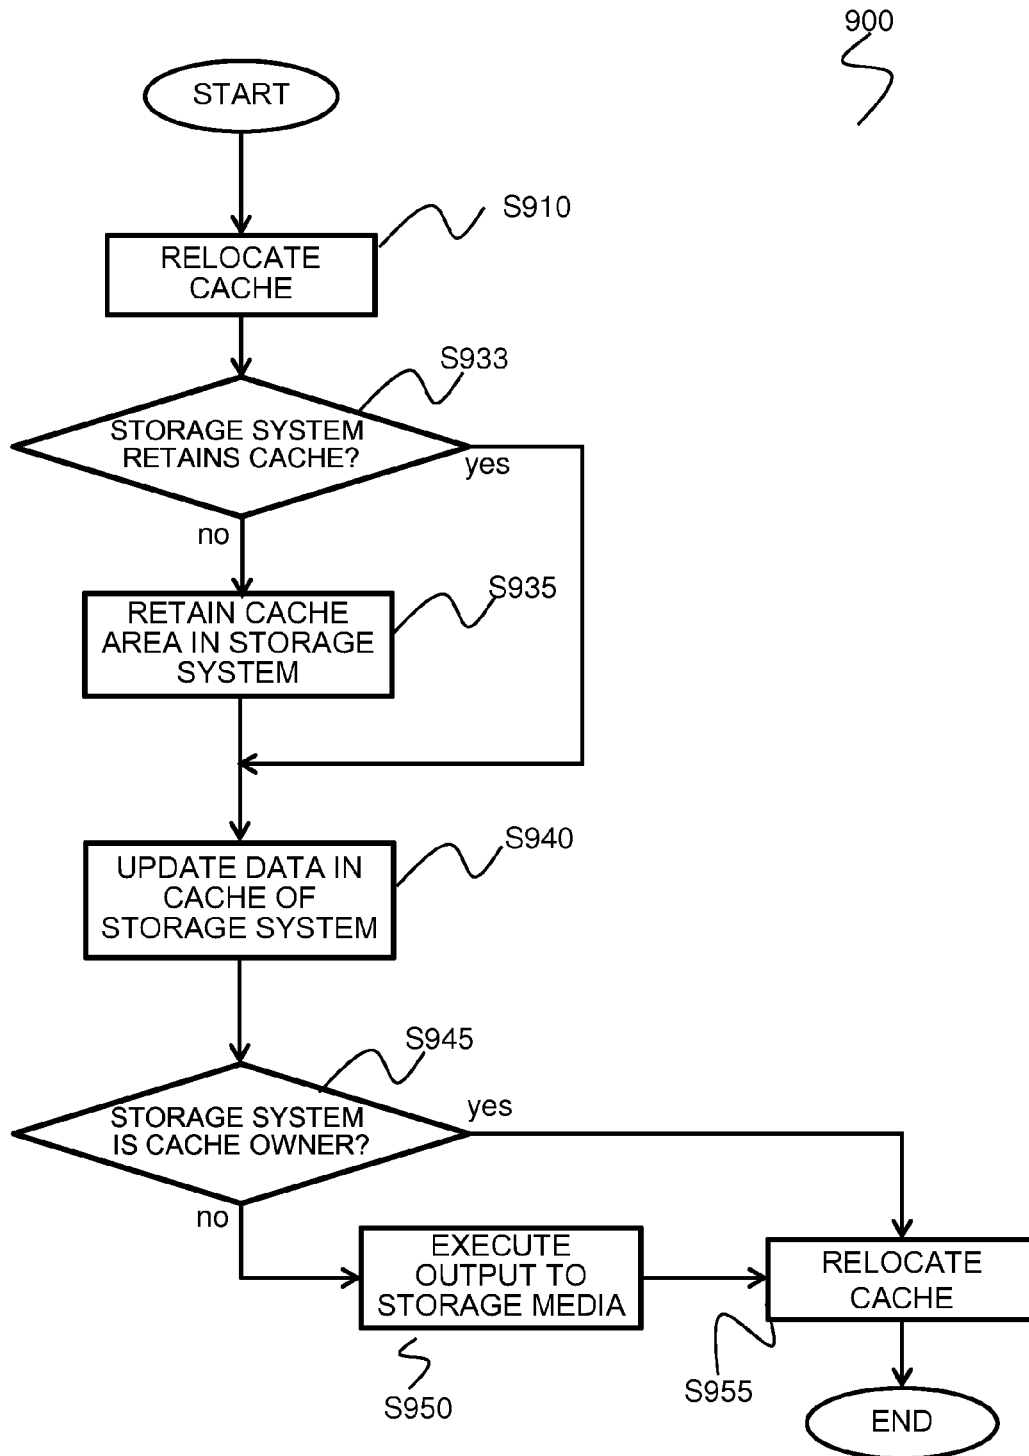 900
START
S910
RELOCATE
CACHE
S933
STORAGE SYSTEM
RETAINS CACHE?
yes
no
S935
RETAIN CACHE
AREA IN STORAGE
SYSTEM
S940
UPDATE DATA IN
CACHE OF
STORAGE SYSTEM
S945
STORAGE SYSTEM
IS CACHE OWNER?
yes
no
EXECUTE
OUTPUT TO
STORAGE MEDIA
RELOCATE
CACHE
S950
S955
END